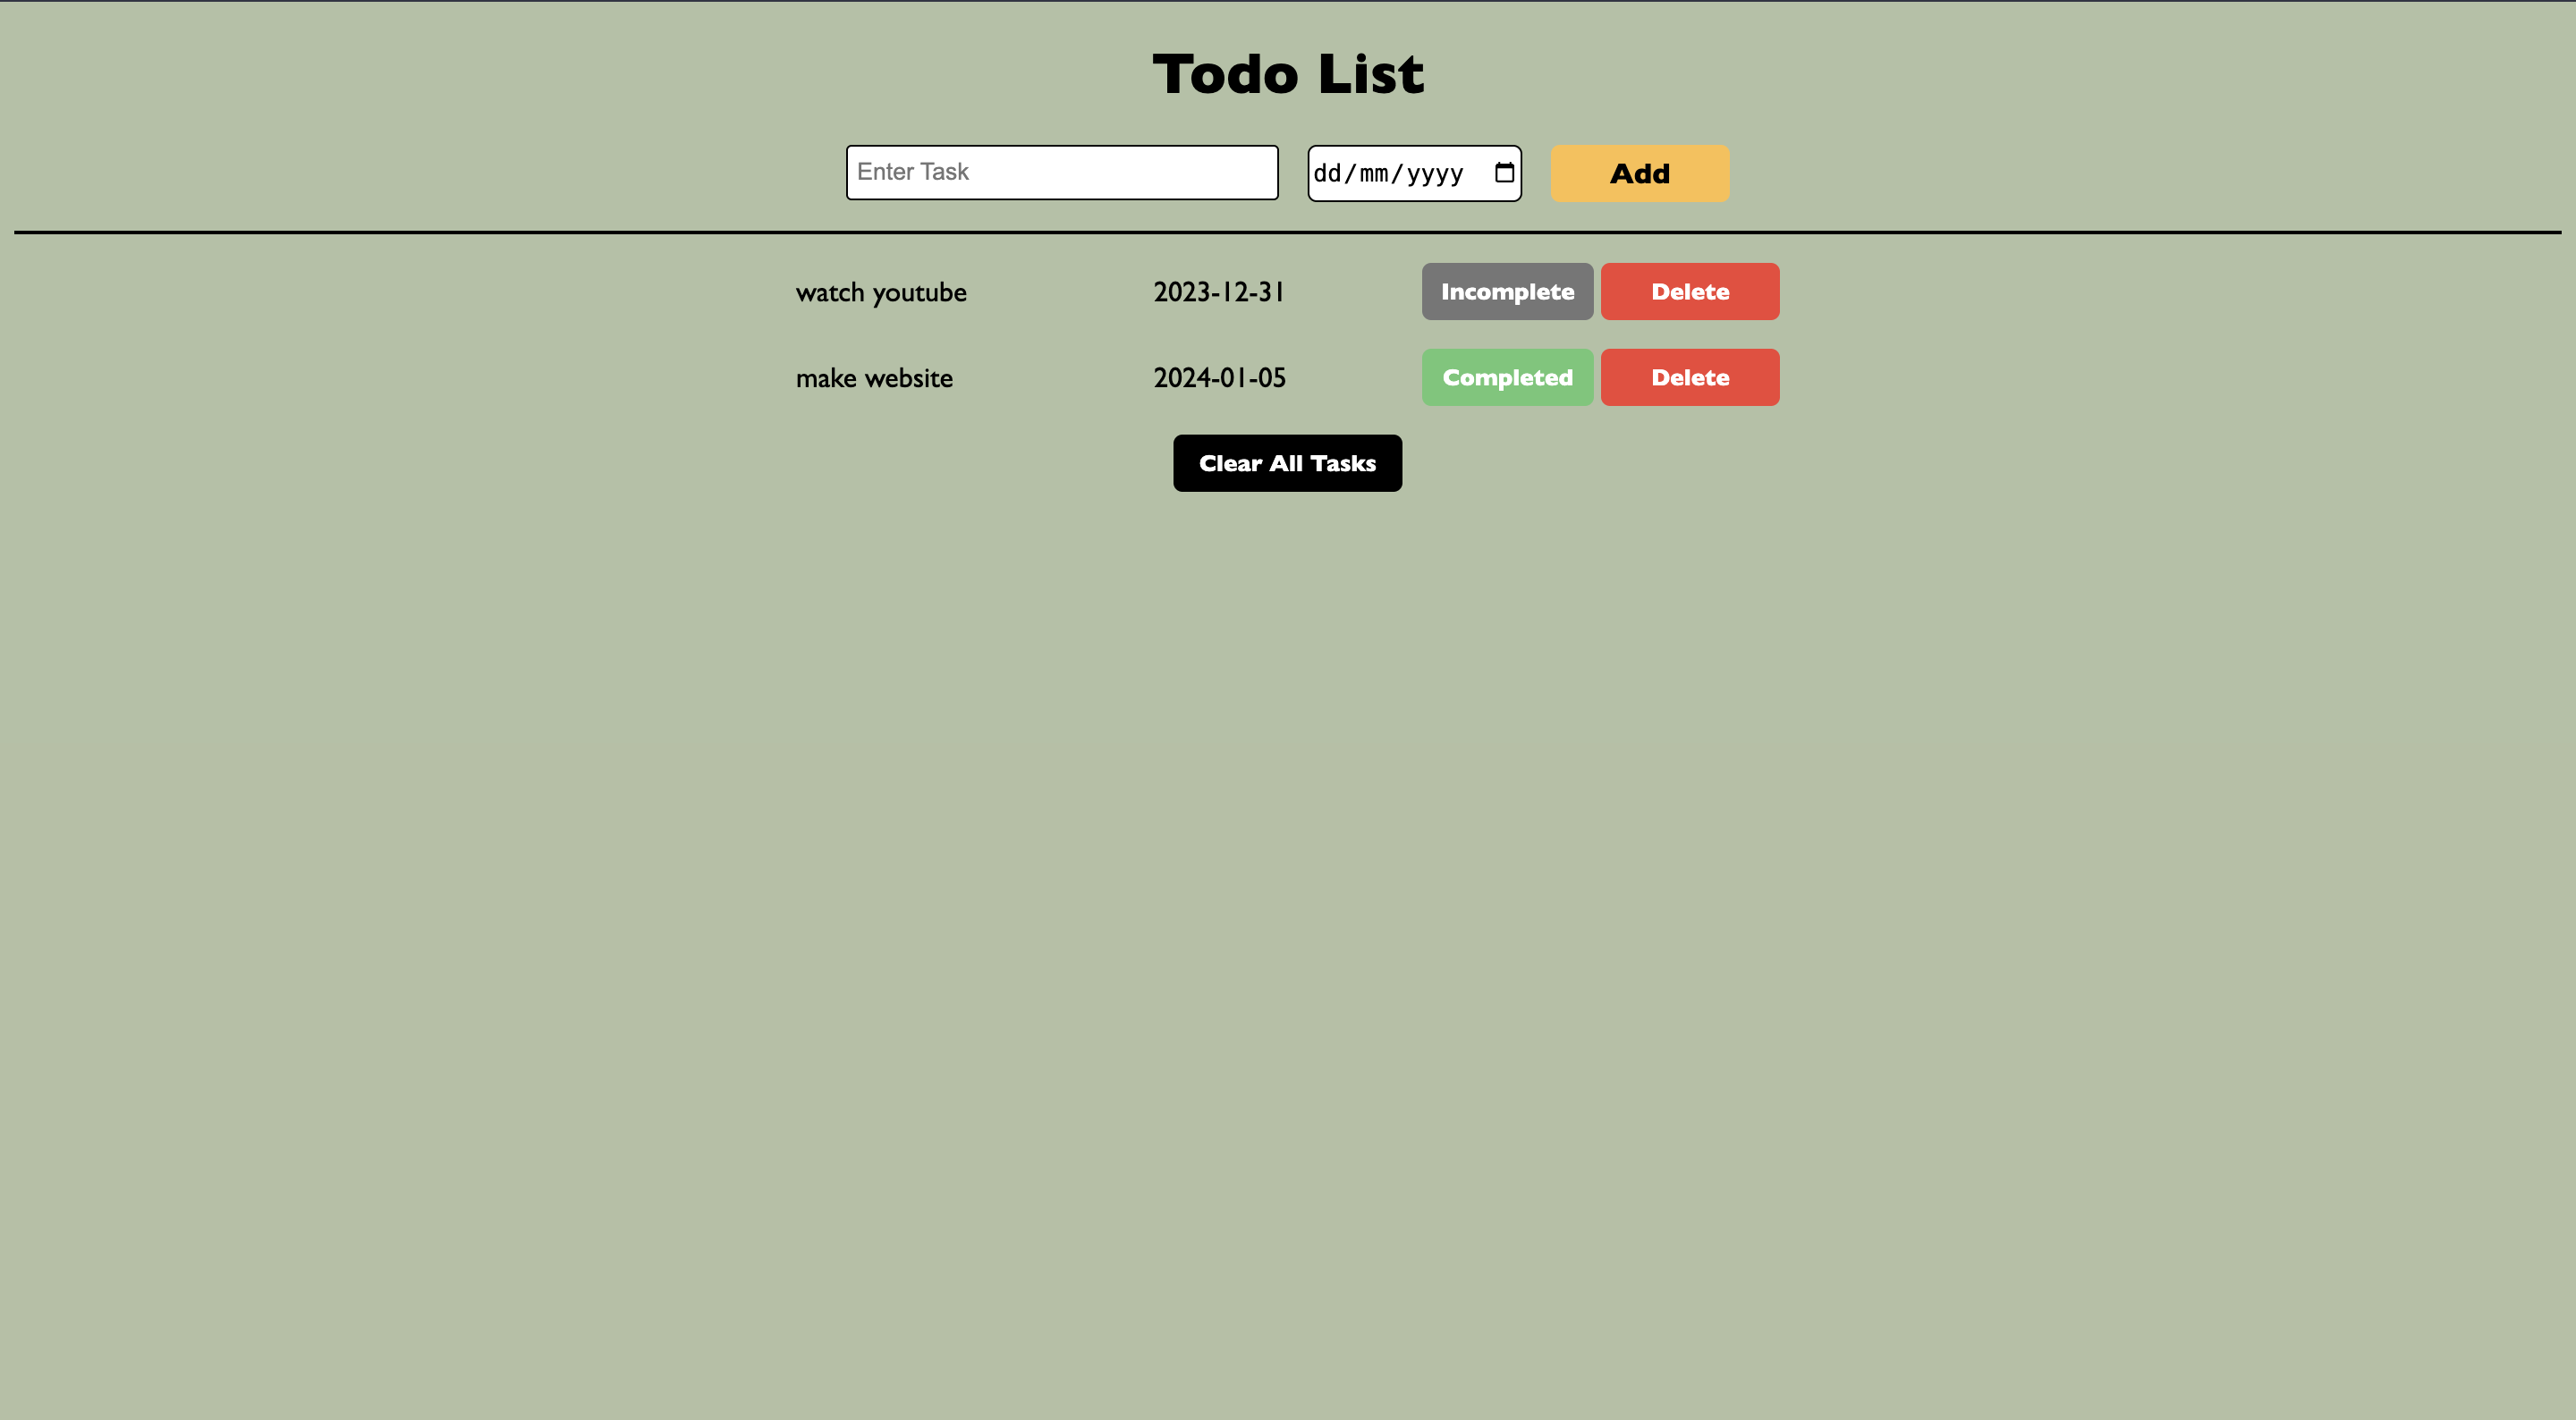 Todo List
Enter Task dd/mm/yyyy Add
watch youtube 2023-12-31 Incomplete Delete
make website 2024-01-05 Completed Delete
Clear All Tasks